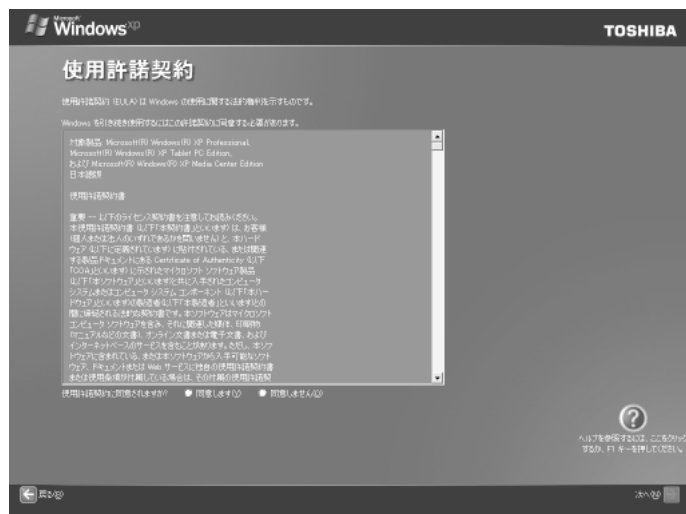 Microsoft
Windows xp
TOSHIBA
使用許諾契約
使用許諾契約 (EULA) は Windows の使用に関する法的権利を示すものです。
Windows を引き続き使用するにはこの許諾契約に同意する必要があります。
対象製品 Microsoft(R) Windows(R) XP Professional,
Microsoft(R) Windows(R) XP Tablet PC Edition,
および Microsoft(R) Windows(R) XP Media Center Edition
日本語版
使用許諾契約書
重要 -- 以下のライセンス契約書を注意してお読みください。
本使用許諾契約書 (以下「本契約書」といいます) は、お客様
(個人または法人のいずれであるかを問いません) と、本ハード
ウェア (以下に定義されています) に貼付されている、または関連
する製品ドキュメントにある Certificate of Authenticity (以下
「COA」といいます) に示されたマイクロソフト ソフトウェア製品
(以下「本ソフトウェア」といいます) と共に入手されたコンピュータ
システムまたはコンピュータ システム コンポーネント (以下「本ハー
ドウェア」といいます) の製造者 (以下「本製造者」といいます) との
間に締結される法的な契約書です。本ソフトウェアはマイクロソフト
コンピュータ ソフトウェアを含み、それに関連した媒体、印刷物
(マニュアルなどの文書)、オンライン文書または電子文書、および
インターネットベースのサービスを含むことがあります。ただし、本ソフ
トウェアに含まれている、または本ソフトウェアから入手可能なソフト
ウェア、ドキュメントまたは Web サービスに独自の使用許諾契約書
または使用条項が付属している場合は、その付属の使用許諾契
使用許諾契約に同意されますか? 同意します(Y) 同意しません(D)
ヘルプを参照するには、ここをクリック
するか、F1 キーを押してください。
戻る(B)
次へ(N)